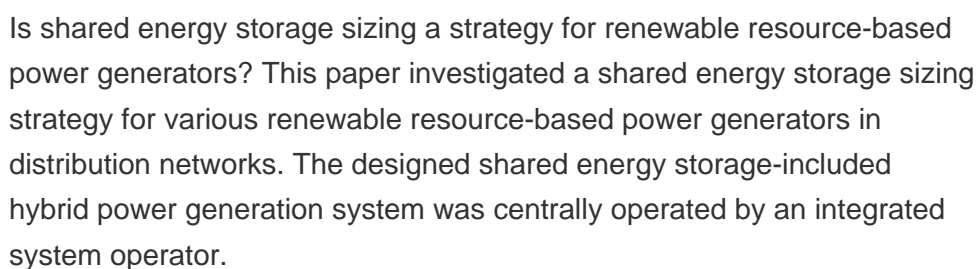 Is shared energy storage sizing a strategy for renewable resource-based
power generators? This paper investigated a shared energy storage sizing
strategy for various renewable resource-based power generators in
distribution networks. The designed shared energy storage-included
hybrid power generation system was centrally operated by an integrated
system operator.